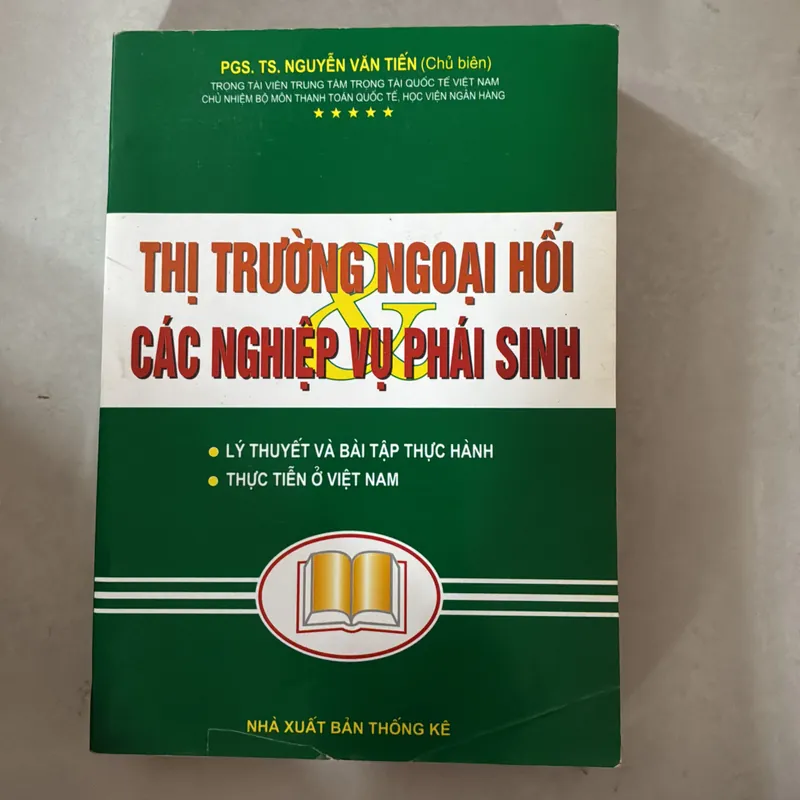 PGS. TS. NGUYỄN VĂN TIẾN (Chủ biên)
TRỌNG TÀI VIÊN TRUNG TÂM TRỌNG TÀI QUỐC TẾ VIỆT NAM
CHỦ NHIỆM BỘ MÔN THANH TOÁN QUỐC TẾ, HỌC VIỆN NGÂN HÀNG
THỊ TRƯỜNG NGOẠI HỐI
&
CÁC NGHIỆP VỤ PHÁI SINH
LÝ THUYẾT VÀ BÀI TẬP THỰC HÀNH
THỰC TIỄN Ở VIỆT NAM
NHÀ XUẤT BẢN THỐNG KÊ